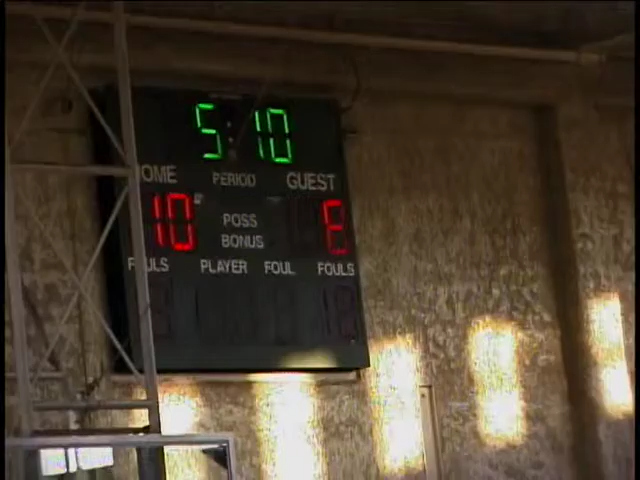 5:10
OME PERIOD GUEST
10 POSS E
BONUS
F ULS PLAYER FOUL FOULS